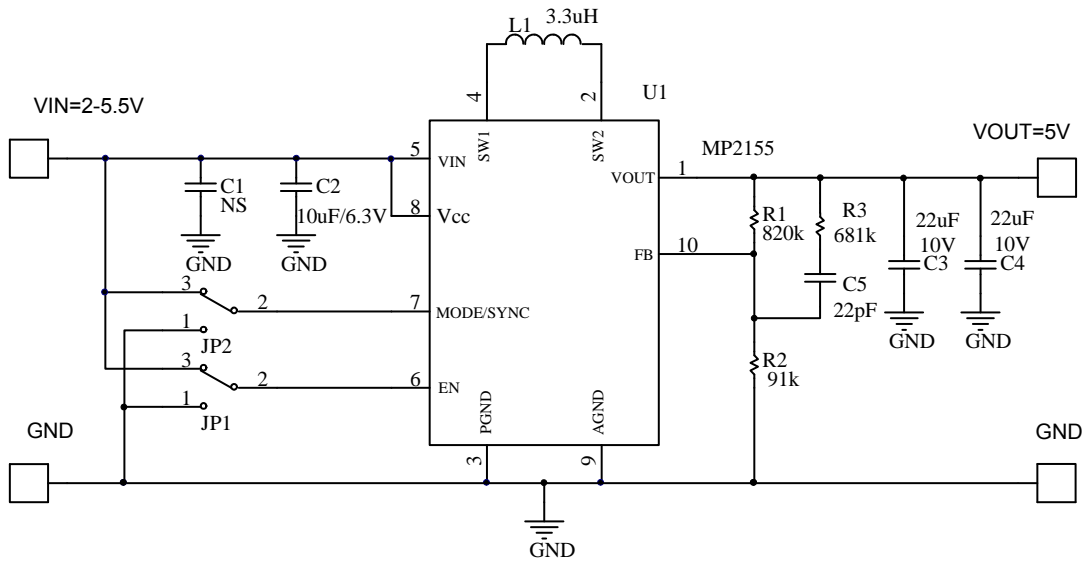 L1 3.3uH
4
2
U1
VIN=2-5.5V
VOUT=5V
SW1
SW2
MP2155
5 VIN
VOUT 1
C1
NS
C2
10uF/6.3V
8 Vcc
R1
820k
R3
681k
22uF
10V
C3
22uF
10V
C4
GND
GND
FB 10
C5
22pF
3
2
7 MODE/SYNC
1
JP2
GND
GND
3
2
6 EN
R2
91k
1
JP1
PGND
AGND
GND
GND
3
9
GND